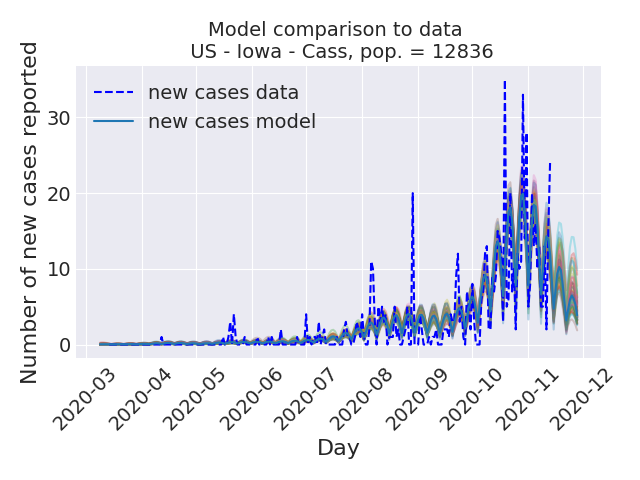 Model comparison to data
US - Iowa - Cass, pop. = 12836
Number of new cases reported
new cases data
new cases model
30
20
10
0
2020-03
2020-04
2020-05
2020-06
2020-07
2020-08
2020-09
2020-10
2020-11
2020-12
Day